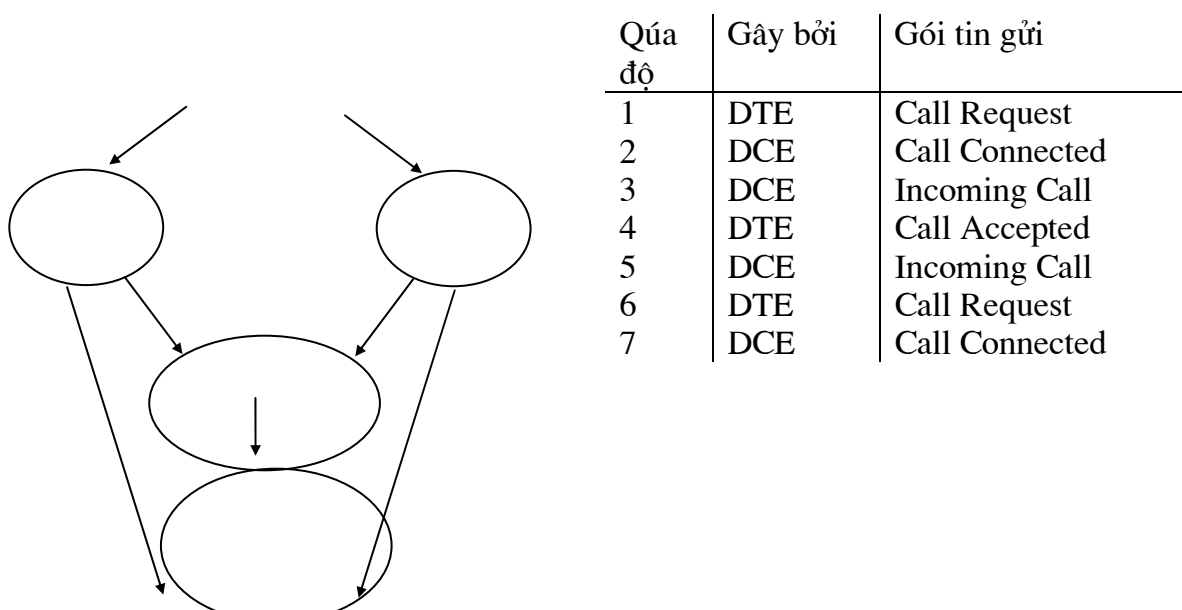 Qúa Gây bởi Gói tin gửi
độ
1 DTE Call Request
2 DCE Call Connected
3 DCE Incoming Call
4 DTE Call Accepted
5 DCE Incoming Call
6 DTE Call Request
7 DCE Call Connected